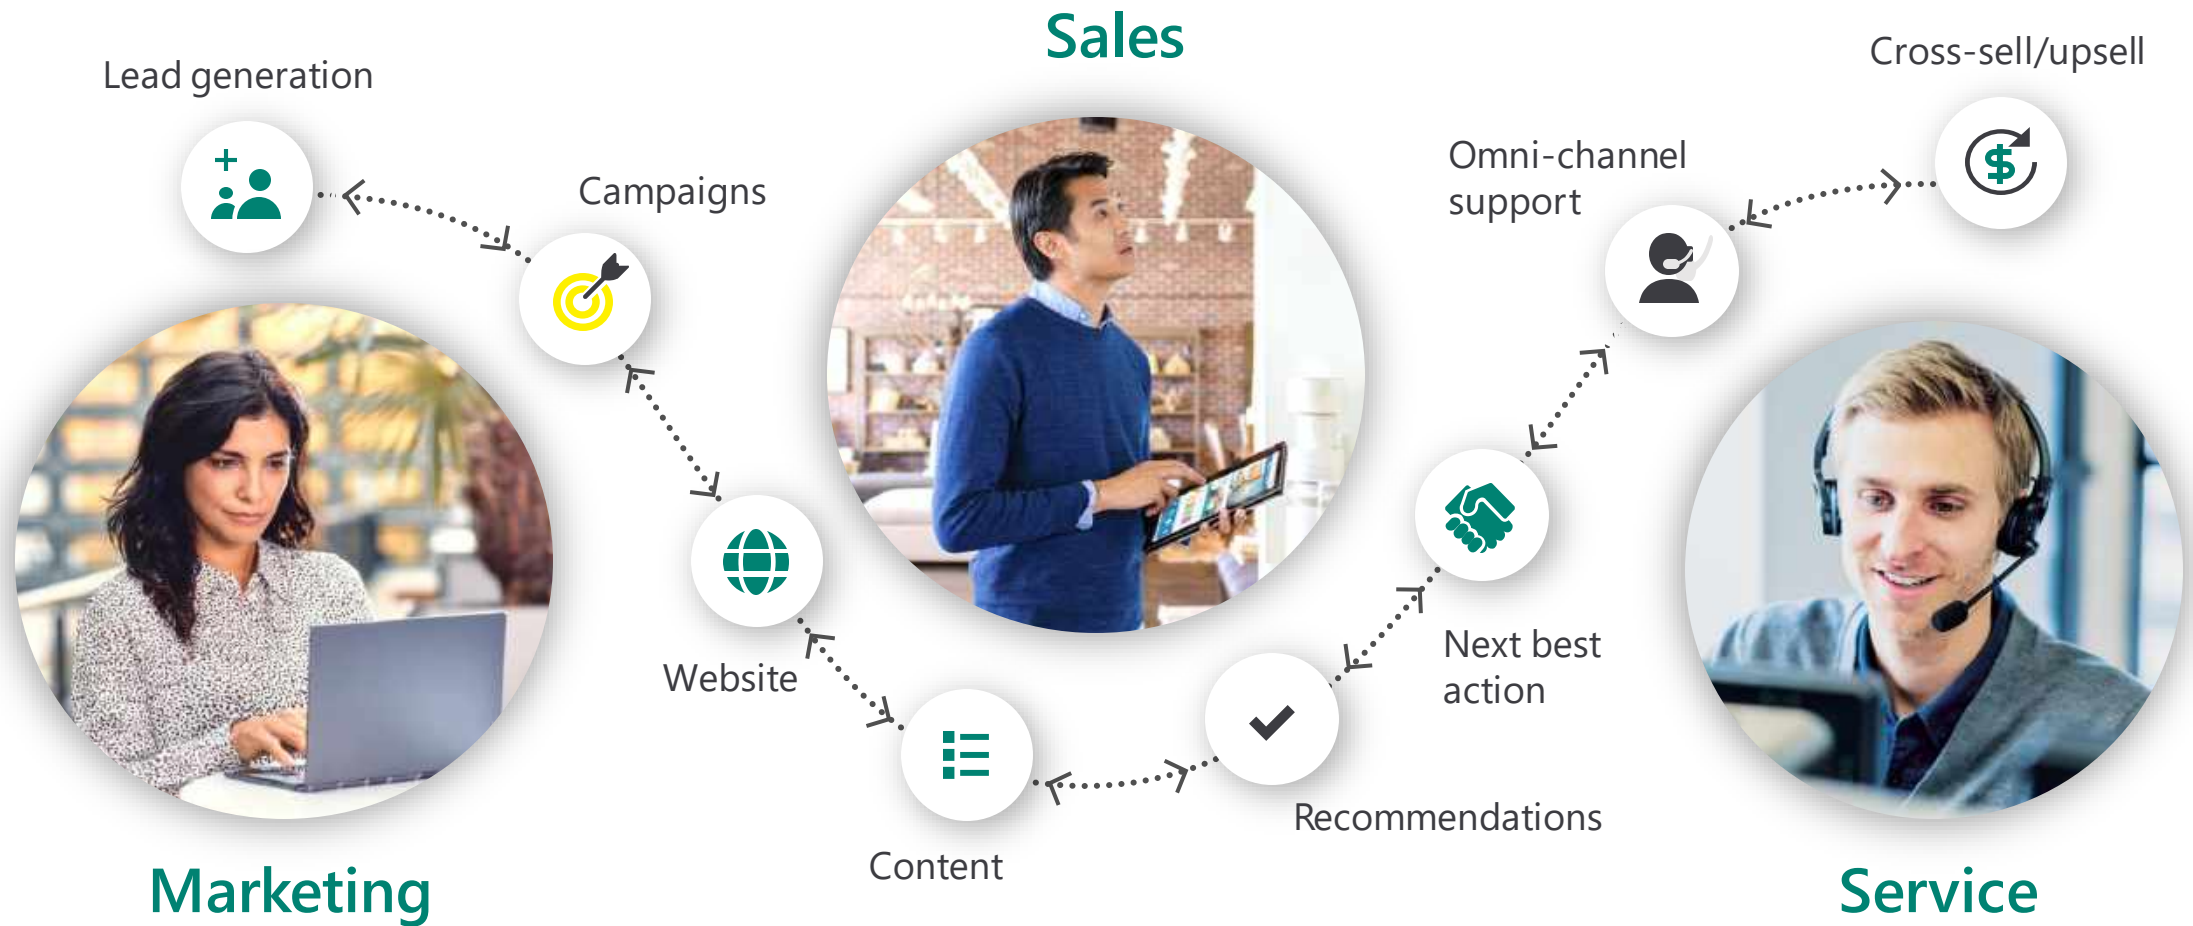 Sales
Cross-sell/upsell
Lead generation
Omni-channel
support
Campaigns
Next best
action
Website
Recommendations
Content
Marketing
Service